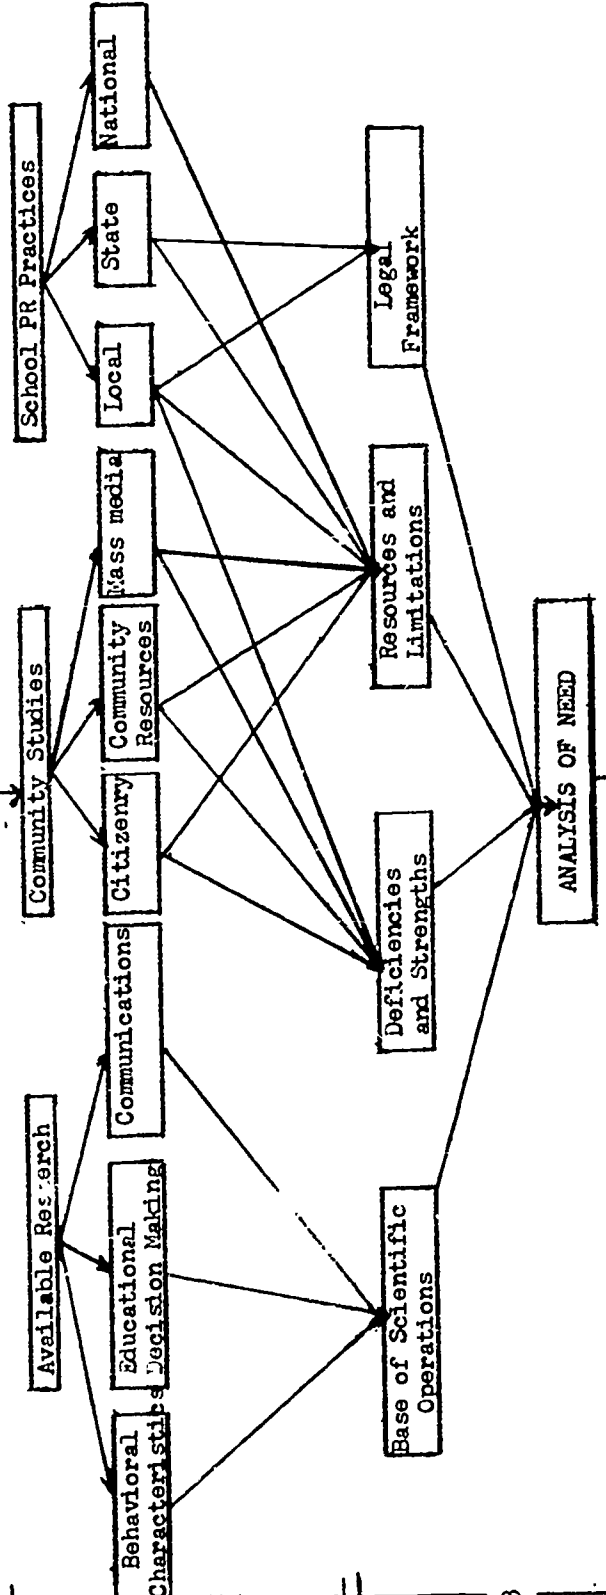 Available Research
Community Studies
School PR Practices
Behavioral
Characteristics
Educational
Decision Making
Communications
Citizenry
Community
Resources
Mass media
Local
State
National
Base of Scientific
Operations
Deficiencies
and Strengths
Resources and
Limitations
Legal
Framework
ANALYSIS OF NEED